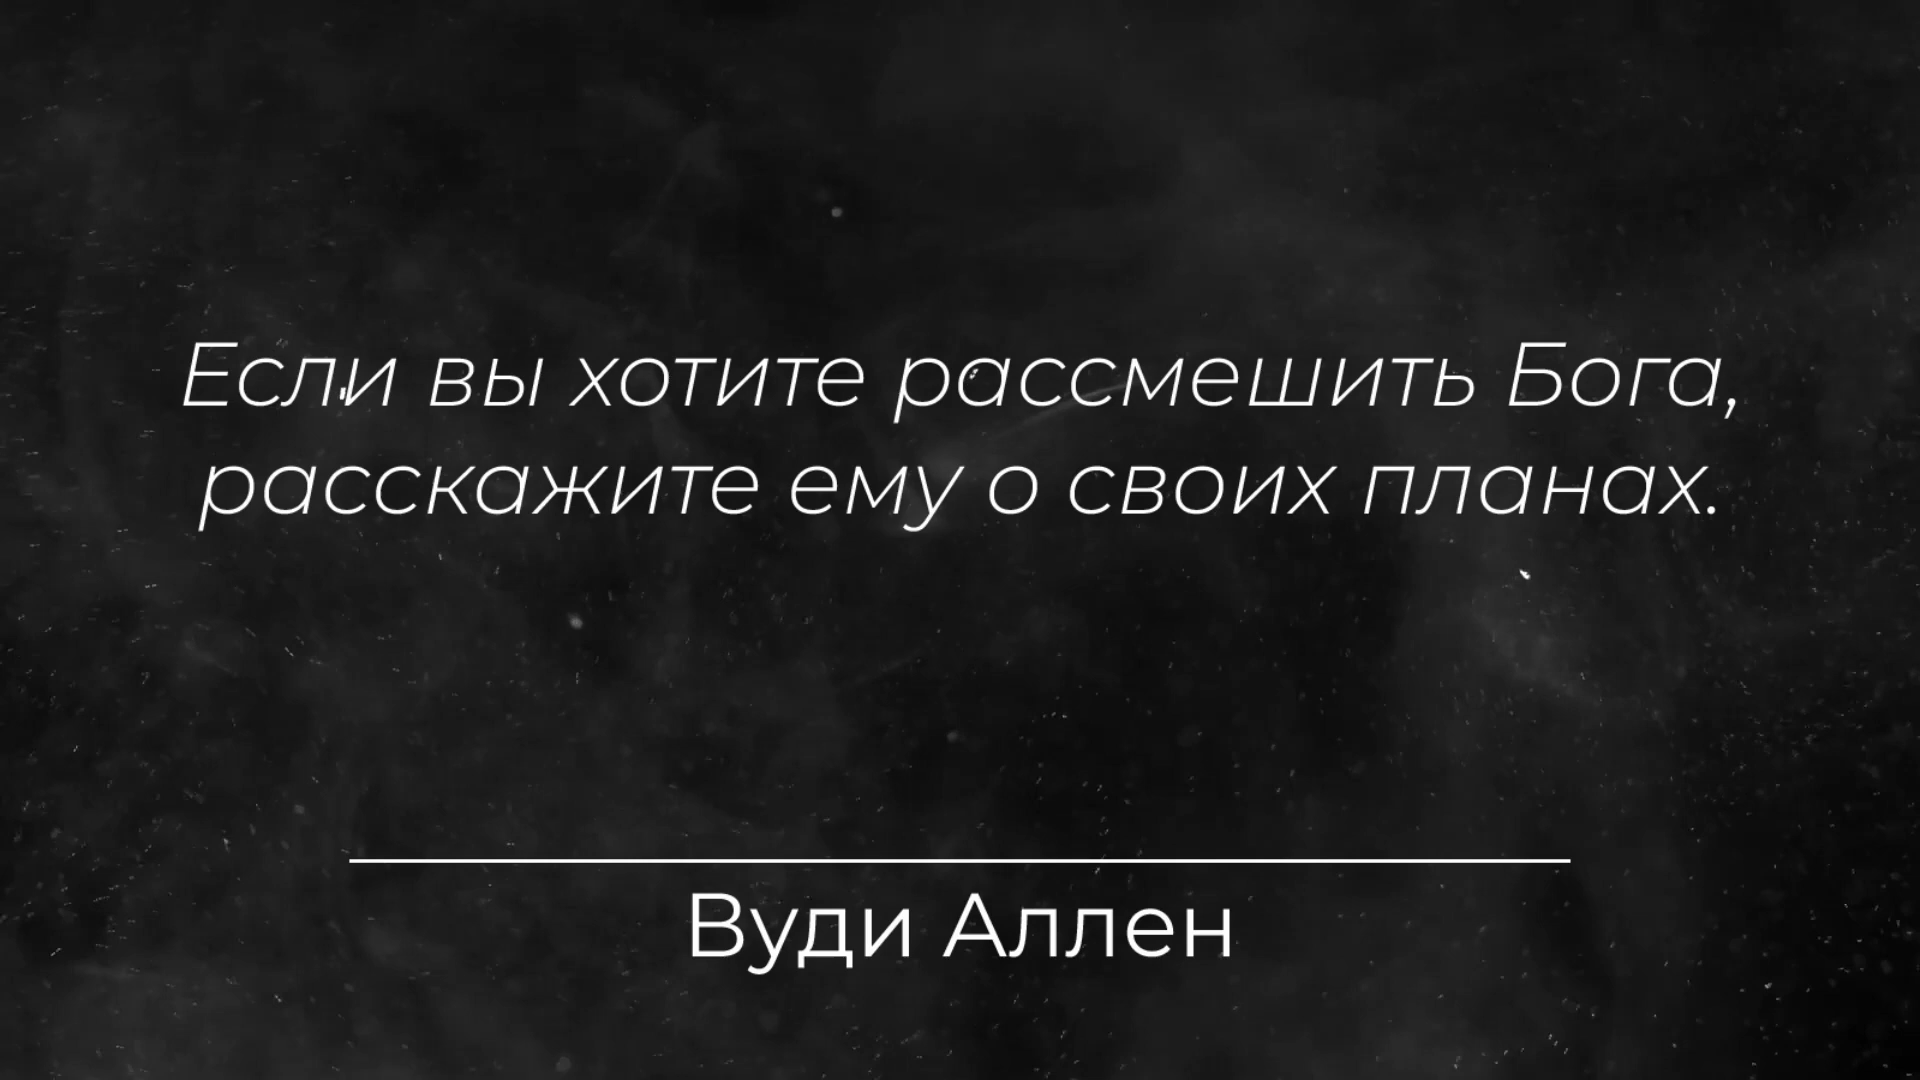 Если вы хотите рассмешить Бога,
расскажите ему о своих планах.
Вуди Аллен